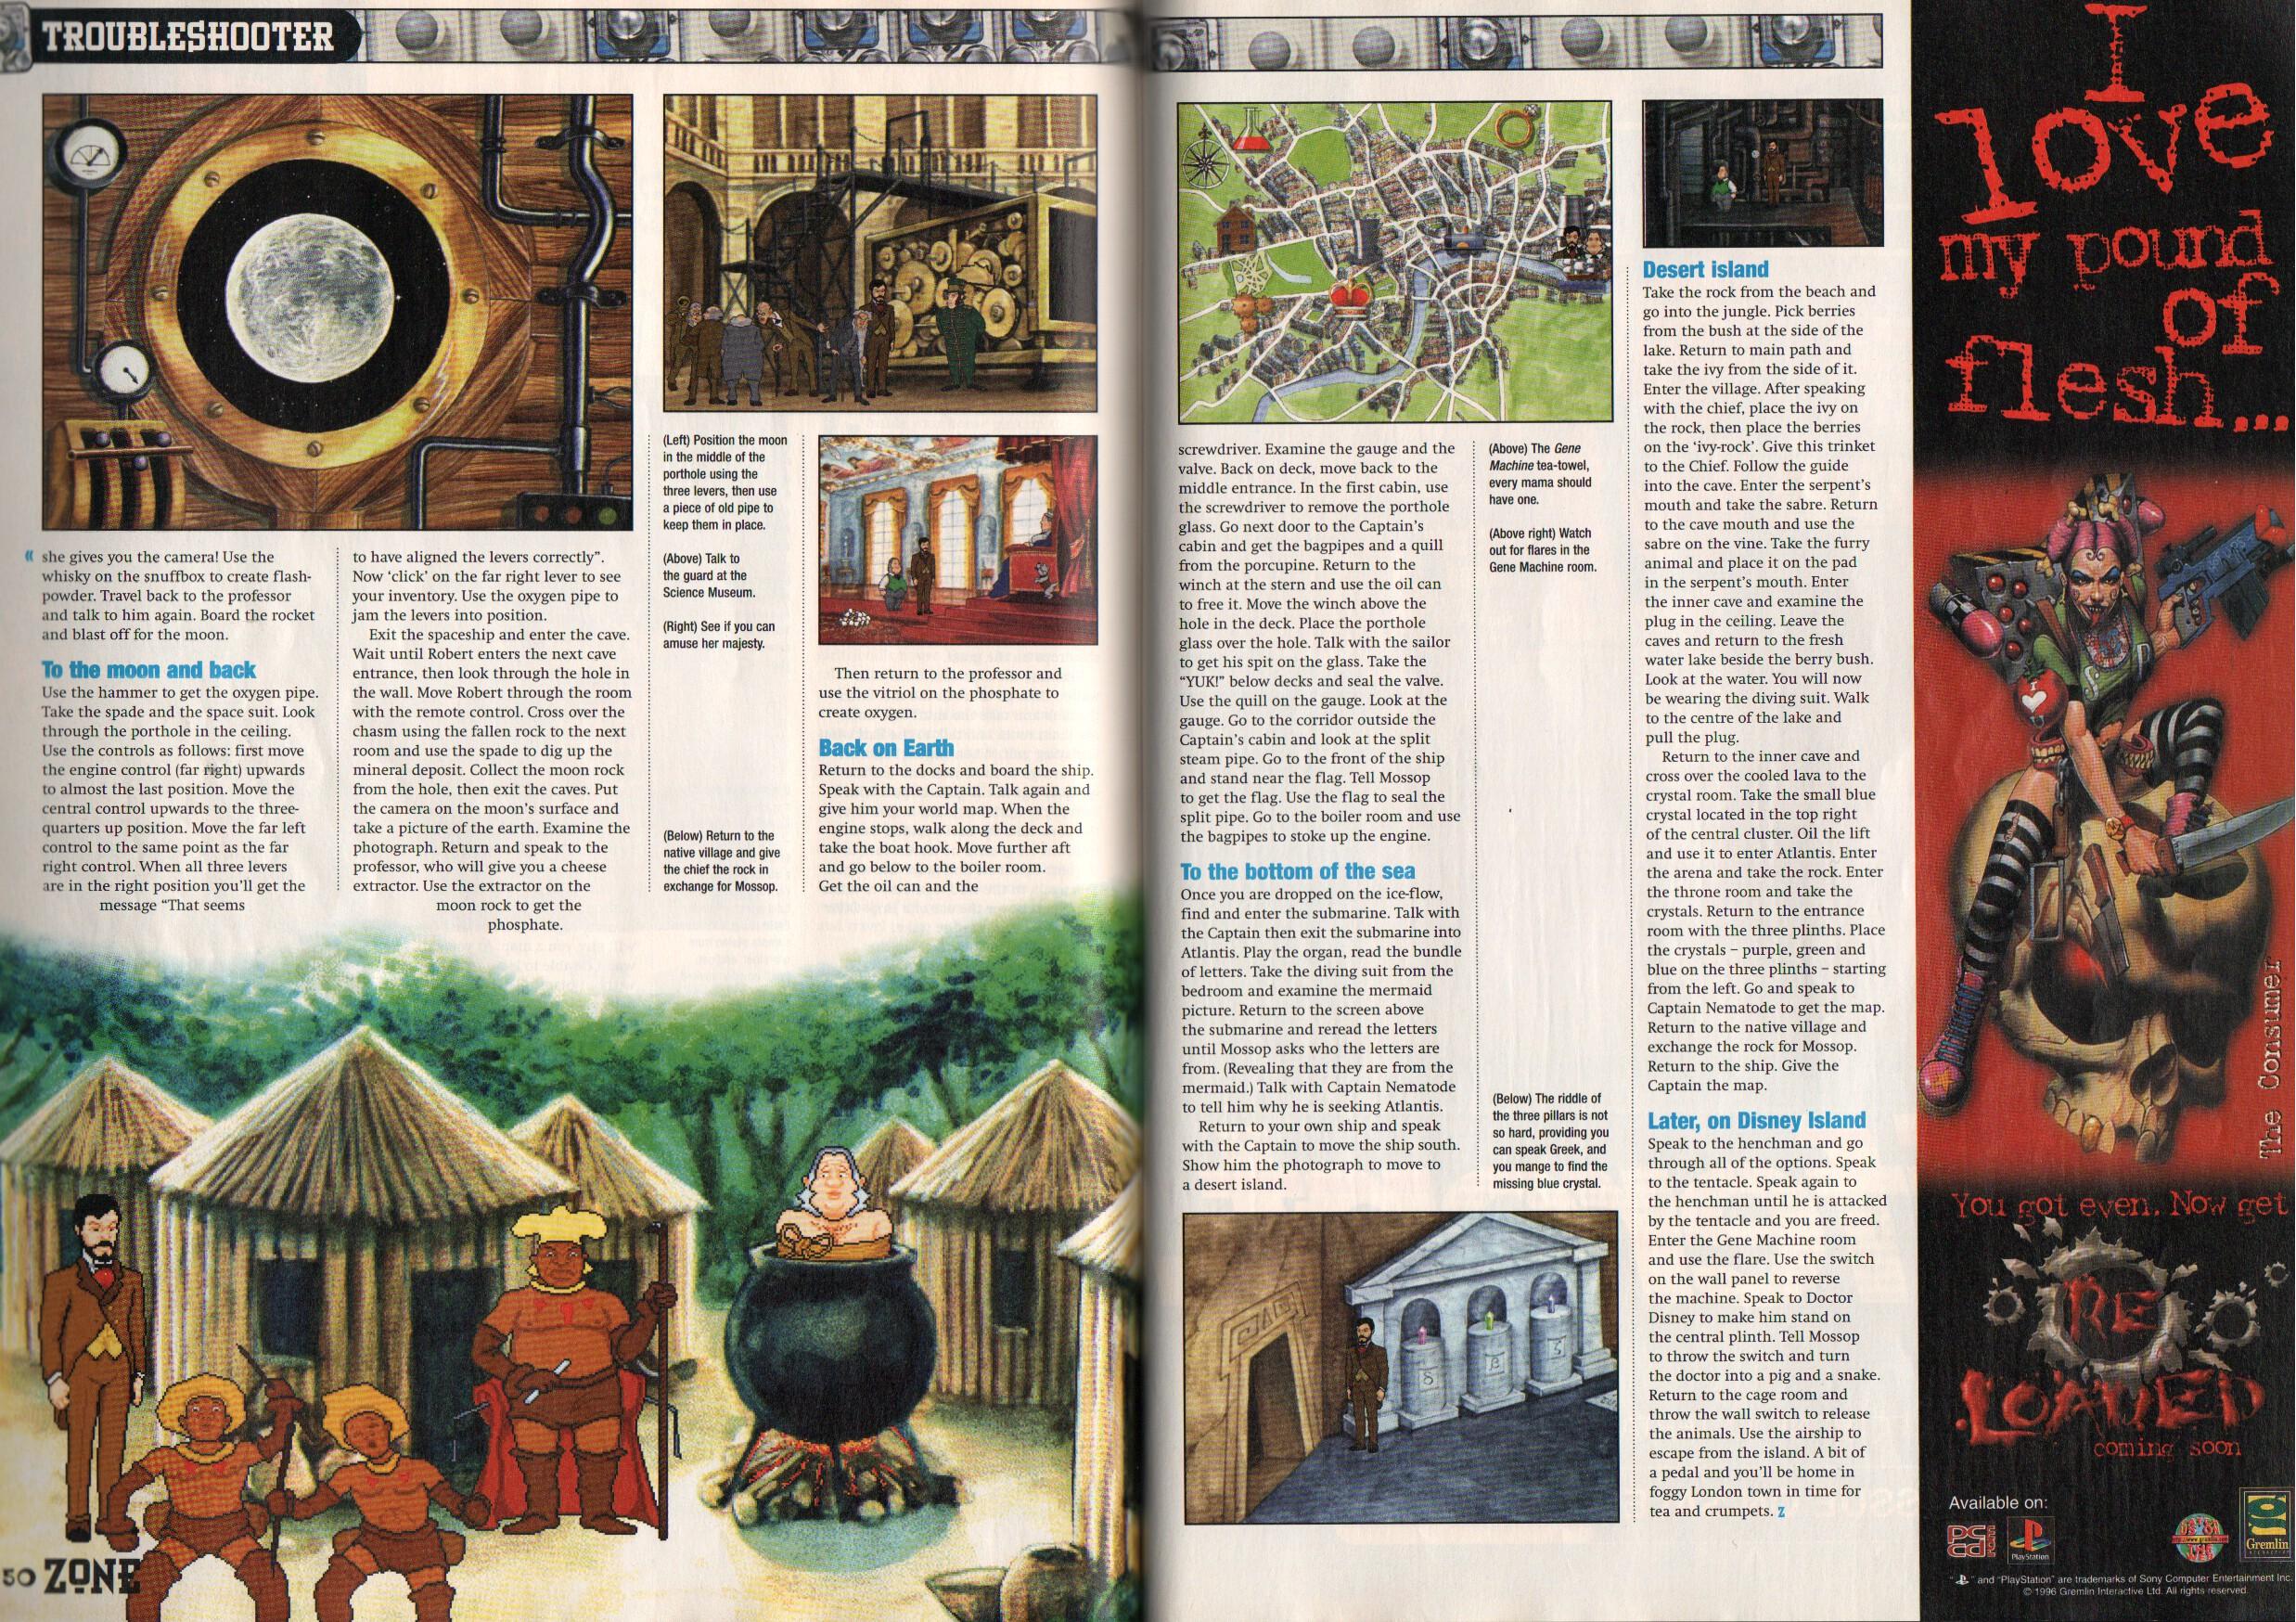 TROUBLESHOOTER
« she gives you the camera! Use the
whisky on the snuffbox to create flash-
powder. Travel back to the professor
and talk to him again. Board the rocket
and blast off for the moon.
To the moon and back
Use the hammer to get the oxygen pipe.
Take the spade and the space suit. Look
through the porthole in the ceiling.
Use the controls as follows: first move
the engine control (far right) upwards
to almost the last position. Move the
central control upwards to the three-
quarters up position. Move the far left
control to the same point as the far
right control. When all three levers
are in the right position you'll get the
message “That seems
to have aligned the levers correctly”.
Now ‘click’ on the far right lever to see
your inventory. Use the oxygen pipe to
jam the levers into position.
Exit the spaceship and enter the cave.
Wait until Robert enters the next cave
entrance, then look through the hole in
the wall. Move Robert through the room
with the remote control. Cross over the
chasm using the fallen rock to the next
room and use the spade to dig up the
mineral deposit. Collect the moon rock
from the hole, then exit the caves. Put
the camera on the moon's surface and
take a picture of the earth. Examine the
photograph. Return and speak to the
professor, who will give you a cheese
extractor. Use the extractor on the
moon rock to get the
phosphate.
(Left) Position the moon
in the middle of the
porthole using the
three levers, then use
a piece of old pipe to
keep them in place.
(Above) Talk to
the guard at the
Science Museum.
(Right) See if you can
amuse her majesty.
(Below) Return to the
native village and give
the chief the rock in
exchange for Mossop.
Then return to the professor and
use the vitriol on the phosphate to
create oxygen.
Back on Earth
Return to the docks and board the ship.
Speak with the Captain. Talk again and
give him your world map. When the
engine stops, walk along the deck and
take the boat hook. Move further aft
and go below to the boiler room.
Get the oil can and the
50 ZONE
screwdriver. Examine the gauge and the
valve. Back on deck, move back to the
middle entrance. In the first cabin, use
the screwdriver to remove the porthole
glass. Go next door to the Captain's
cabin and get the bagpipes and a quill
from the porcupine. Return to the
winch at the stern and use the oil can
to free it. Move the winch above the
hole in the deck. Place the porthole
glass over the hole. Talk with the sailor
to get his spit on the glass. Take the
“YUK!” below decks and seal the valve.
Use the quill on the gauge. Look at the
gauge. Go to the corridor outside the
Captain's cabin and look at the split
steam pipe. Go to the front of the ship
and stand near the flag. Tell Mossop
to get the flag. Use the flag to seal the
split pipe. Go to the boiler room and use
the bagpipes to stoke up the engine.
To the bottom of the sea
Once you are dropped on the ice-flow,
find and enter the submarine. Talk with
the Captain then exit the submarine into
Atlantis. Play the organ, read the bundle
of letters. Take the diving suit from the
bedroom and examine the mermaid
picture. Return to the screen above
the submarine and reread the letters
until Mossop asks who the letters are
from. (Revealing that they are from the
mermaid.) Talk with Captain Nematode
to tell him why he is seeking Atlantis.
Return to your own ship and speak
with the Captain to move the ship south.
Show him the photograph to move to
a desert island.
(Above) The Gene
Machine tea-towel,
every mama should
have one.
(Above right) Watch
out for flares in the
Gene Machine room.
(Below) The riddle of
the three pillars is not
so hard, providing you
can speak Greek, and
you mange to find the
missing blue crystal.
Desert island
Take the rock from the beach and
go into the jungle. Pick berries
from the bush at the side of the
lake. Return to main path and
take the ivy from the side of it.
Enter the village. After speaking
with the chief, place the ivy on
the rock, then place the berries
on the ‘ivy-rock’. Give this trinket
to the Chief. Follow the guide
into the cave. Enter the serpent's
mouth and take the sabre. Return
to the cave mouth and use the
sabre on the vine. Take the furry
animal and place it on the pad
in the serpent's mouth. Enter
the inner cave and examine the
plug in the ceiling. Leave the
caves and return to the fresh
water lake beside the berry bush.
Look at the water. You will now
be wearing the diving suit. Walk
to the centre of the lake and
pull the plug.
Return to the inner cave and
cross over the cooled lava to the
crystal room. Take the small blue
crystal located in the top right
of the central cluster. Oil the lift
and use it to enter Atlantis. Enter
the arena and take the rock. Enter
the throne room and take the
crystals. Return to the entrance
room with the three plinths. Place
the crystals – purple, green and
blue on the three plinths – starting
from the left. Go and speak to
Captain Nematode to get the map.
Return to the native village and
exchange the rock for Mossop.
Return to the ship. Give the
Captain the map.
Later, on Disney Island
Speak to the henchman and go
through all of the options. Speak
to the tentacle. Speak again to
the henchman until he is attacked
by the tentacle and you are freed.
Enter the Gene Machine room
and use the flare. Use the switch
on the wall panel to reverse
the machine. Speak to Doctor
Disney to make him stand on
the central plinth. Tell Mossop
to throw the switch and turn
the doctor into a pig and a snake.
Return to the cage room and
throw the wall switch to release
the animals. Use the airship to
escape from the island. A bit of
a pedal and you'll be home in
foggy London town in time for
tea and crumpets. Z
I
love
my pound
of
flesh...
The Consumer
You got even. Now get
RE
LOADED
coming soon
Available on:
PC
cd
PlayStation
Gremlin
" " and "PlayStation" are trademarks of Sony Computer Entertainment Inc.
© 1996 Gremlin Interactive Ltd. All rights reserved.